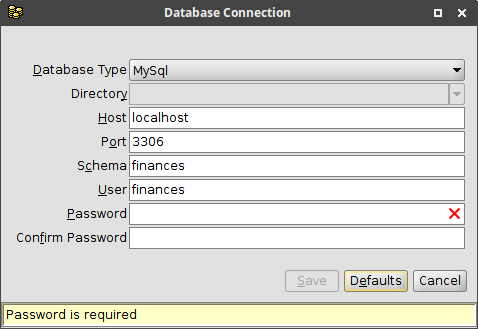 Database Connection
Database Type MySql
Directory
Host localhost
Port 3306
Schema finances
User finances
Password
Confirm Password
Save Defaults Cancel
Password is required